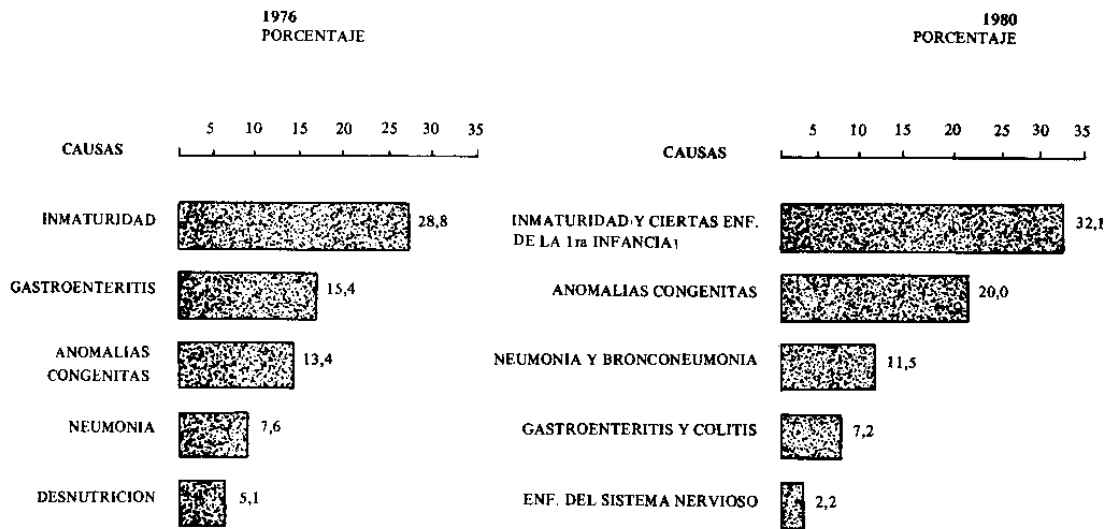 1976
PORCENTAJE
5 10 15 20 25 30 35
CAUSAS
INMATURIDAD
28,8
GASTROENTERITIS
15,4
ANOMALIAS
CONGENITAS
13,4
NEUMONIA
7,6
DESNUTRICION
5,1
1980
PORCENTAJE
5 10 15 20 25 30 35
CAUSAS
INMATURIDAD Y CIERTAS ENF.
DE LA 1ra INFANCIA
32,1
ANOMALIAS CONGENITAS
20,0
NEUMONIA Y BRONCONEUMONIA
11,5
GASTROENTERITIS Y COLITIS
7,2
ENF. DEL SISTEMA NERVIOSO
2,2